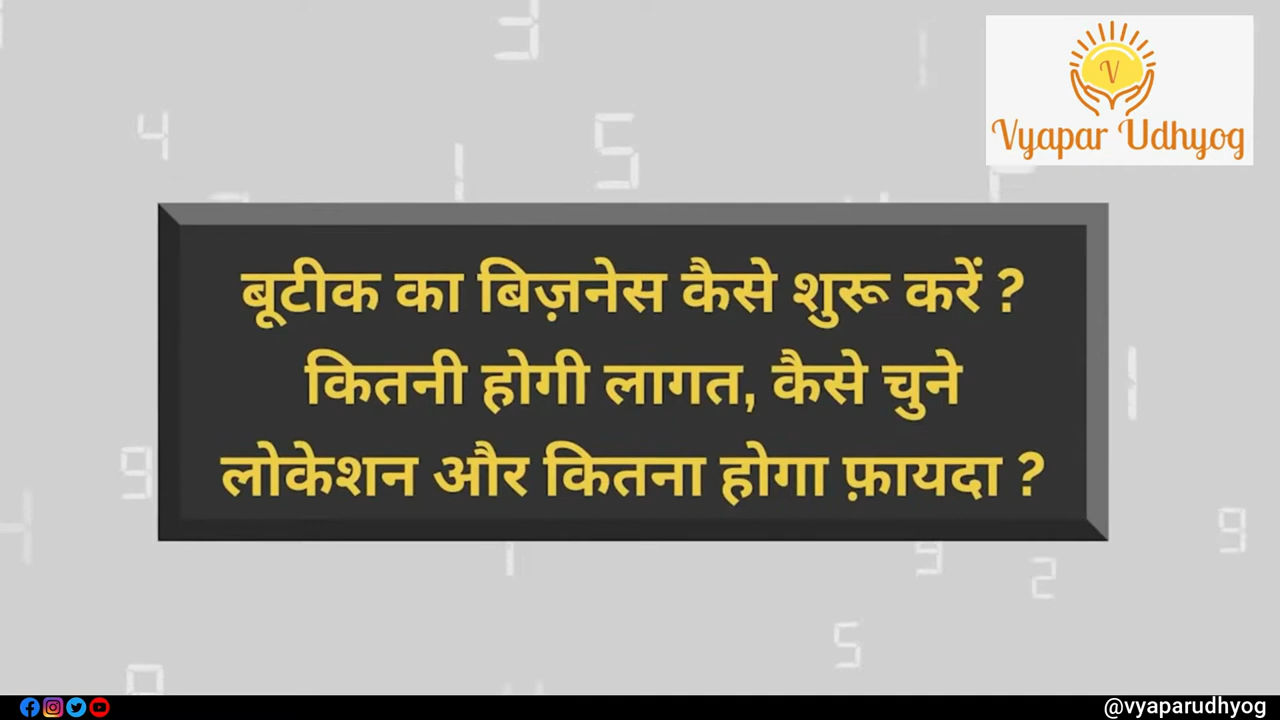 V
Vyapar Udhyog
बूटीक का बिज़नेस कैसे शुरू करें ?
कितनी होगी लागत, कैसे चुने
लोकेशन और कितना होगा फ़ायदा ?
@vyaparudhyog